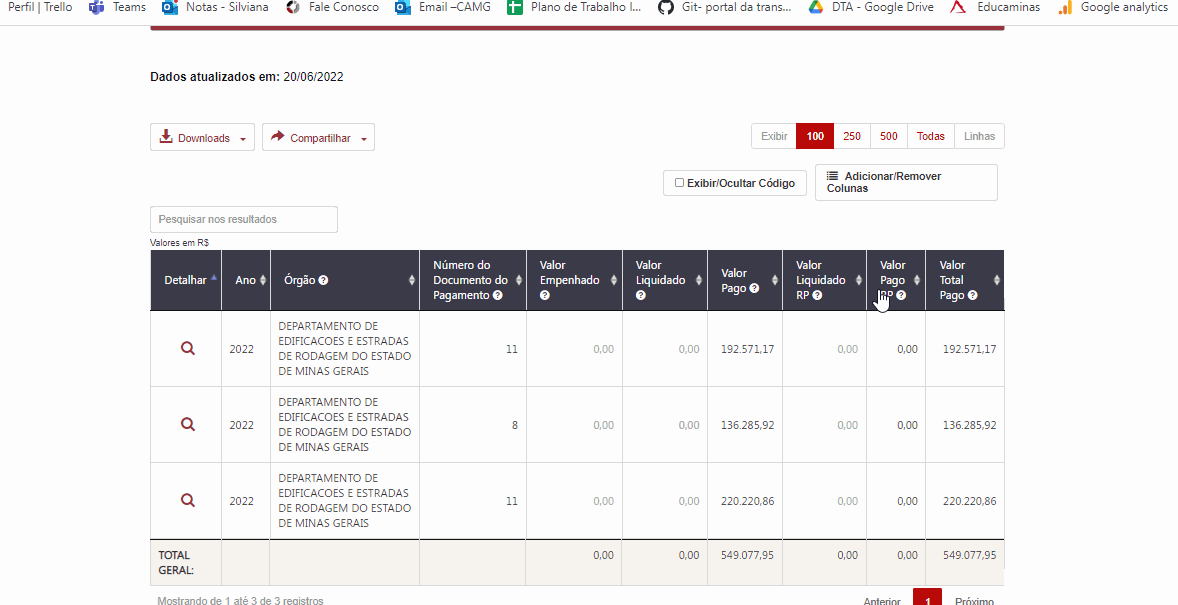 Perfil | Trello Teams Notas - Silviana Fale Conosco Email –CAMG Plano de Trabalho I... Git- portal da trans... DTA - Google Drive Educaminas Google analytics
Dados atualizados em: 20/06/2022
Downloads Compartilhar Exibir 100 250 500 Todas Linhas
Exibir/Ocultar Código
Adicionar/Remover
Colunas
Pesquisar nos resultados
Valores em R$
Detalhar
Ano
Órgão
Número do
Documento do
Pagamento
Valor
Empenhado
Valor
Liquidado
Valor
Pago
Valor
Liquidado
RP
Valor
Pago
RP
Valor
Total
Pago
2022
DEPARTAMENTO DE
EDIFICACOES E ESTRADAS
DE RODAGEM DO ESTADO
DE MINAS GERAIS
11 0,00 0,00 192.571,17 0,00 0,00 192.571,17
2022
DEPARTAMENTO DE
EDIFICACOES E ESTRADAS
DE RODAGEM DO ESTADO
DE MINAS GERAIS
8 0,00 0,00 136.285,92 0,00 0,00 136.285,92
2022
DEPARTAMENTO DE
EDIFICACOES E ESTRADAS
DE RODAGEM DO ESTADO
DE MINAS GERAIS
11 0,00 0,00 220.220,86 0,00 0,00 220.220,86
TOTAL
GERAL:
0,00 0,00 549.077,95 0,00 0,00 549.077,95
Mostrando de 1 até 3 de 3 registros
Anterior 1 Próximo